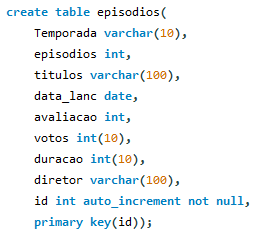 create table episodios(
Temporada varchar(10),
episodios int,
titulos varchar(100),
data_lanc date,
avaliacao int,
votos int(10),
duracao int(10),
diretor varchar(100),
id int auto_increment not null,
primary key(id));